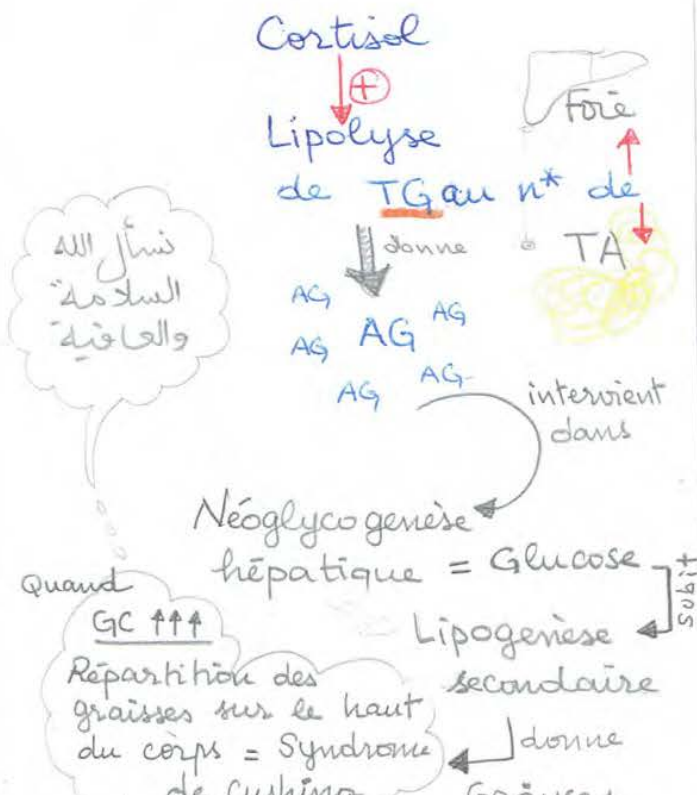 Cortisol
+
Lipolyse
Foie
de TG au n* de
TA
donne
نسأل الله
السلامة
والعافية
AG
AG
AG
AG
AG
AG
intervient
dans
Néoglycogenèse
hépatique = Glucose
subit
Quand
GC ↑↑↑
Lipogenèse
secondaire
Répartition des
graisses sur le haut
du corps = Syndrome
donne
de Cushing